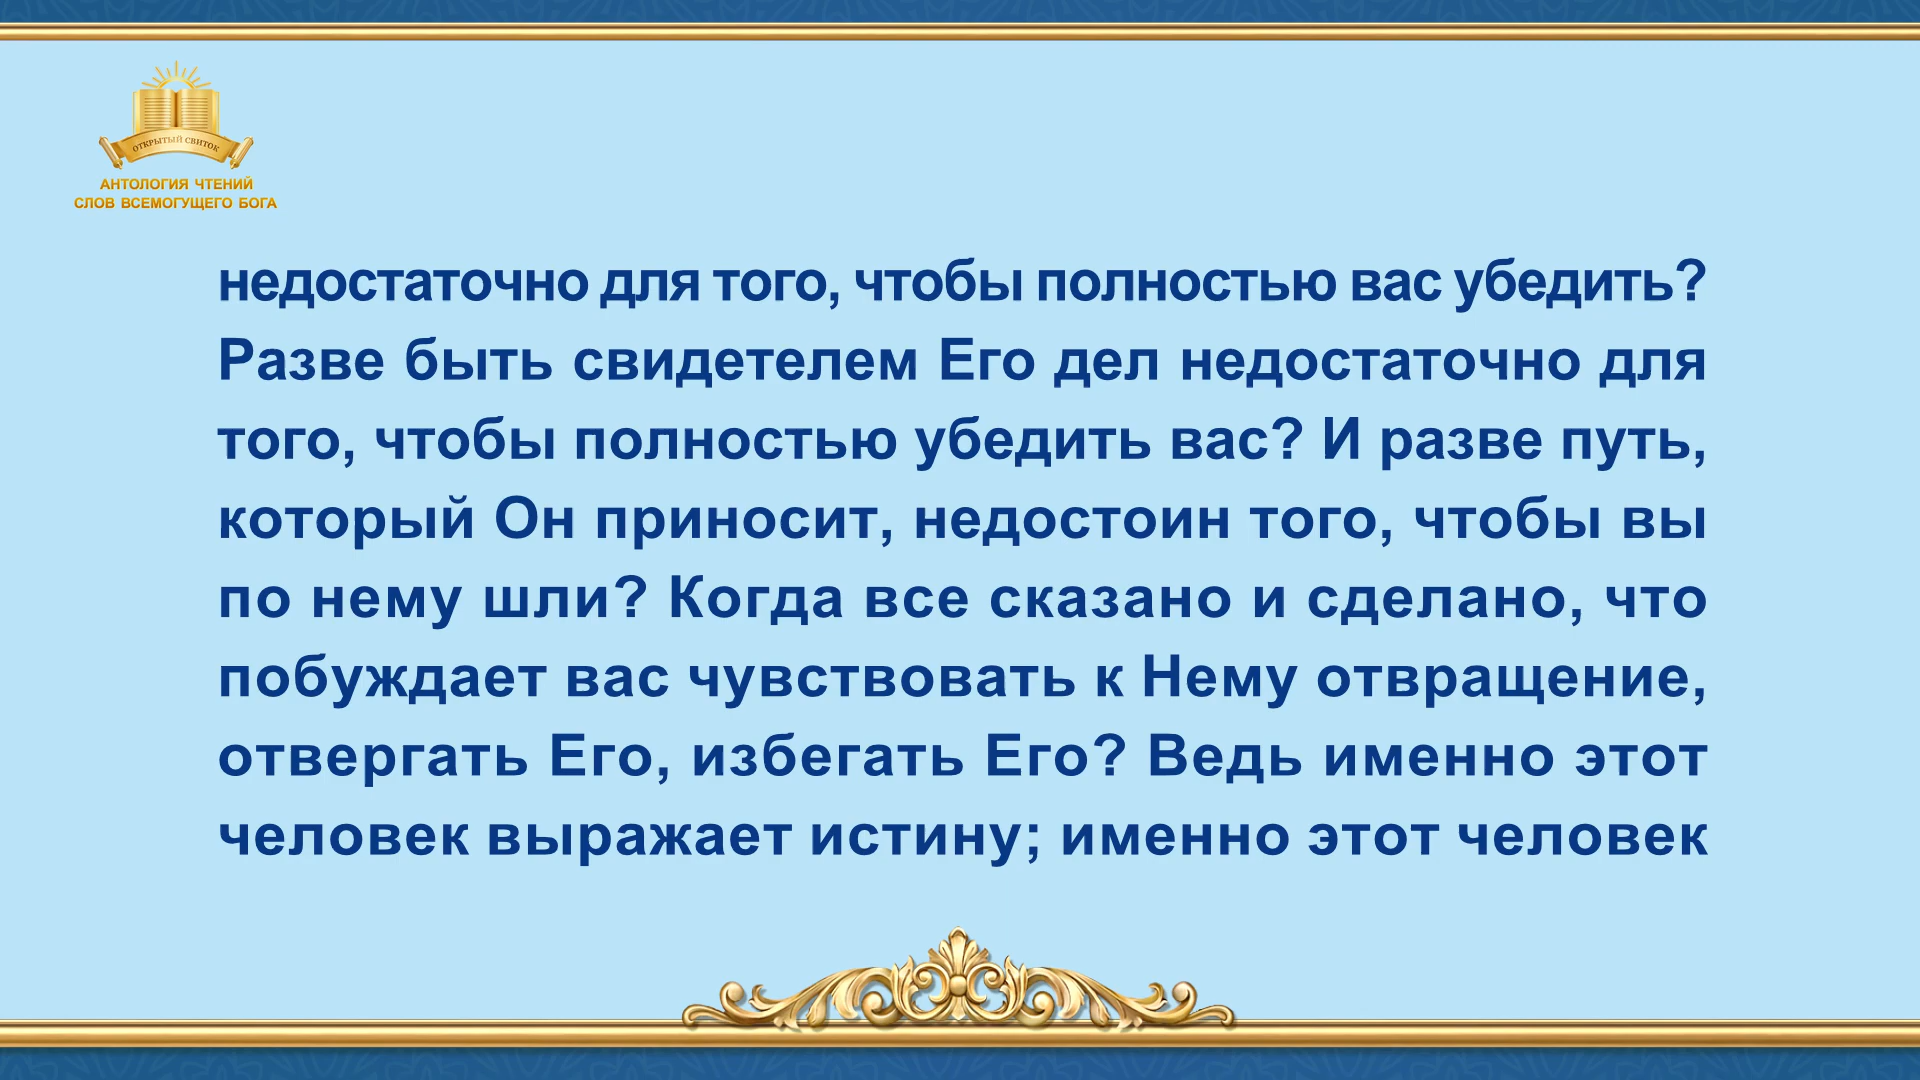 ОТКРЫТЫЙ СВИТОК
АНТОЛОГИЯ ЧТЕНИЙ
СЛОВ ВСЕМОГУЩЕГО БОГА
недостаточно для того, чтобы полностью вас убедить?
Разве быть свидетелем Его дел недостаточно для
того, чтобы полностью убедить вас? И разве путь,
который Он приносит, недостоин того, чтобы вы
по нему шли? Когда все сказано и сделано, что
побуждает вас чувствовать к Нему отвращение,
отвергать Его, избегать Его? Ведь именно этот
человек выражает истину; именно этот человек